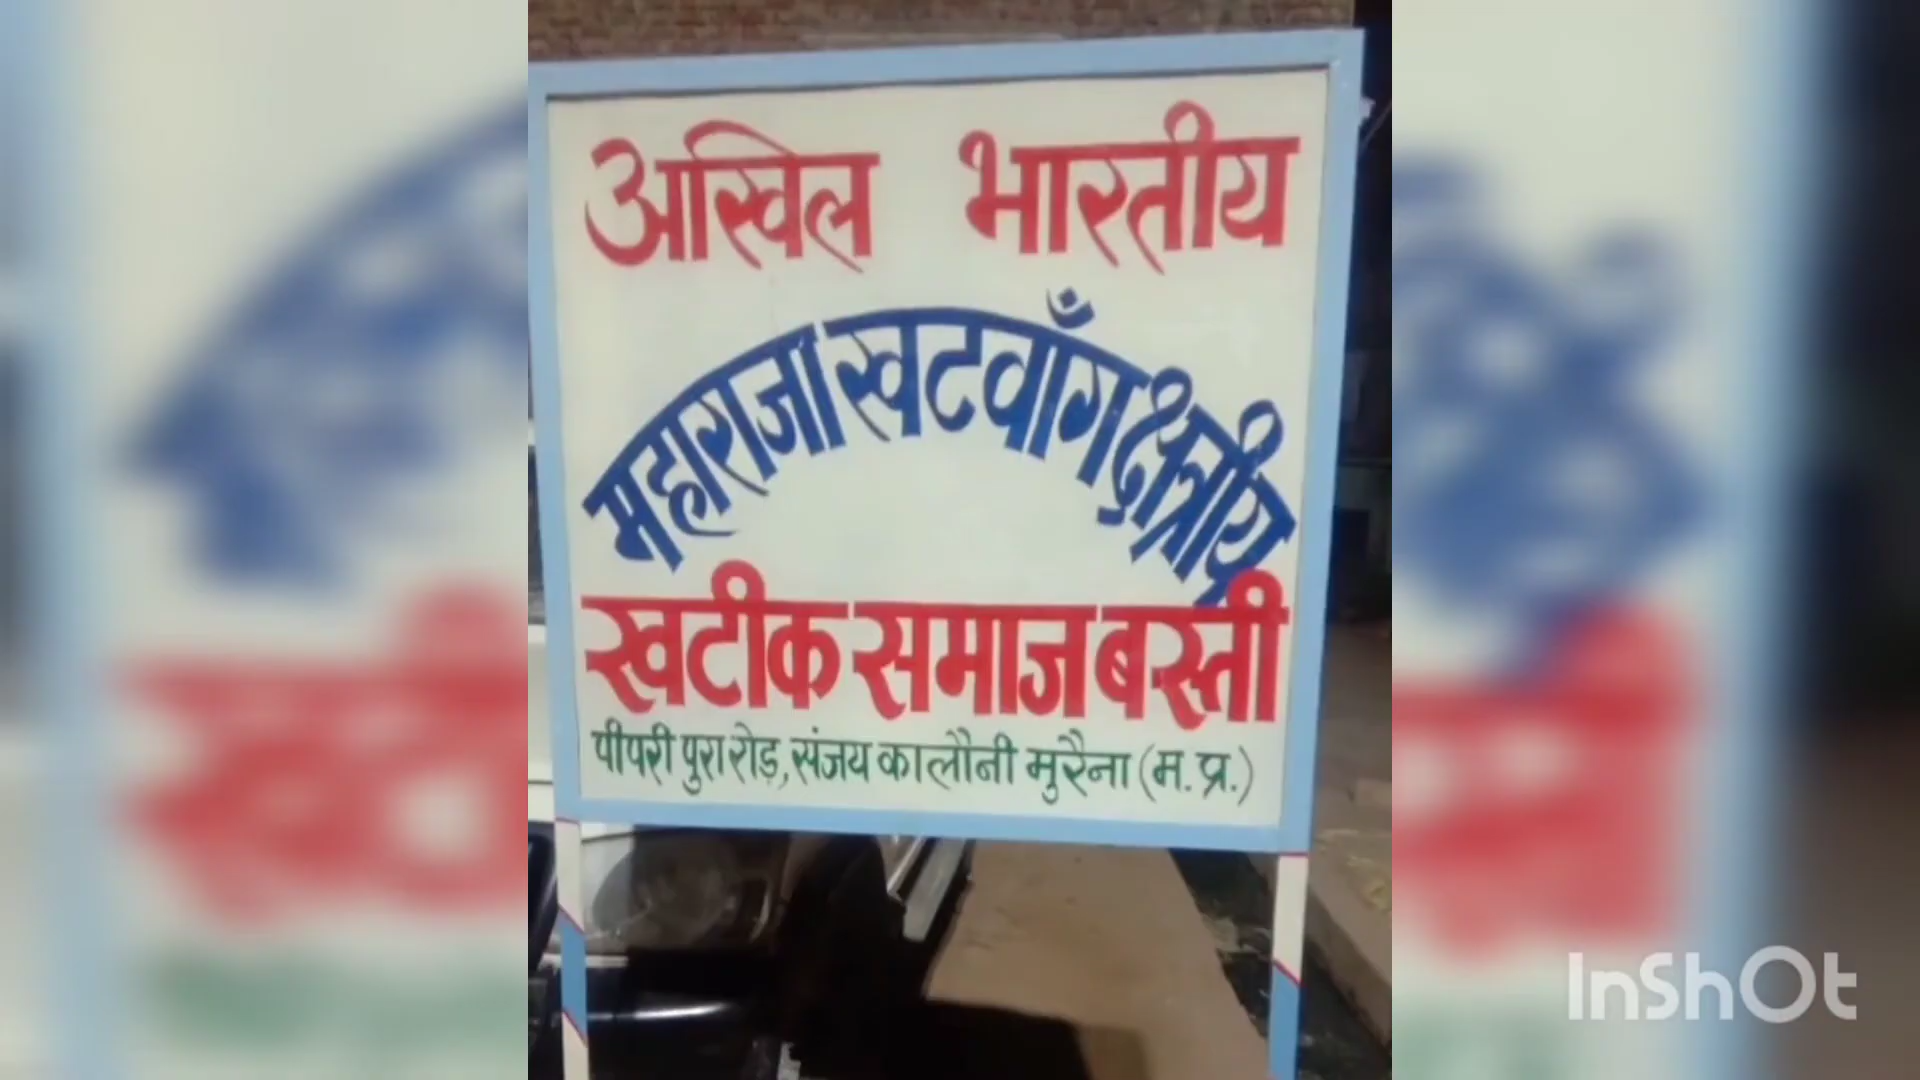 अखिल भारतीय
महाराजा खटवाँग क्षत्रीय
खटीक समाज बस्ती
पीपरी पुरा रोड़, संजय कालौनी मुरैना (म. प्र.)
InShOt